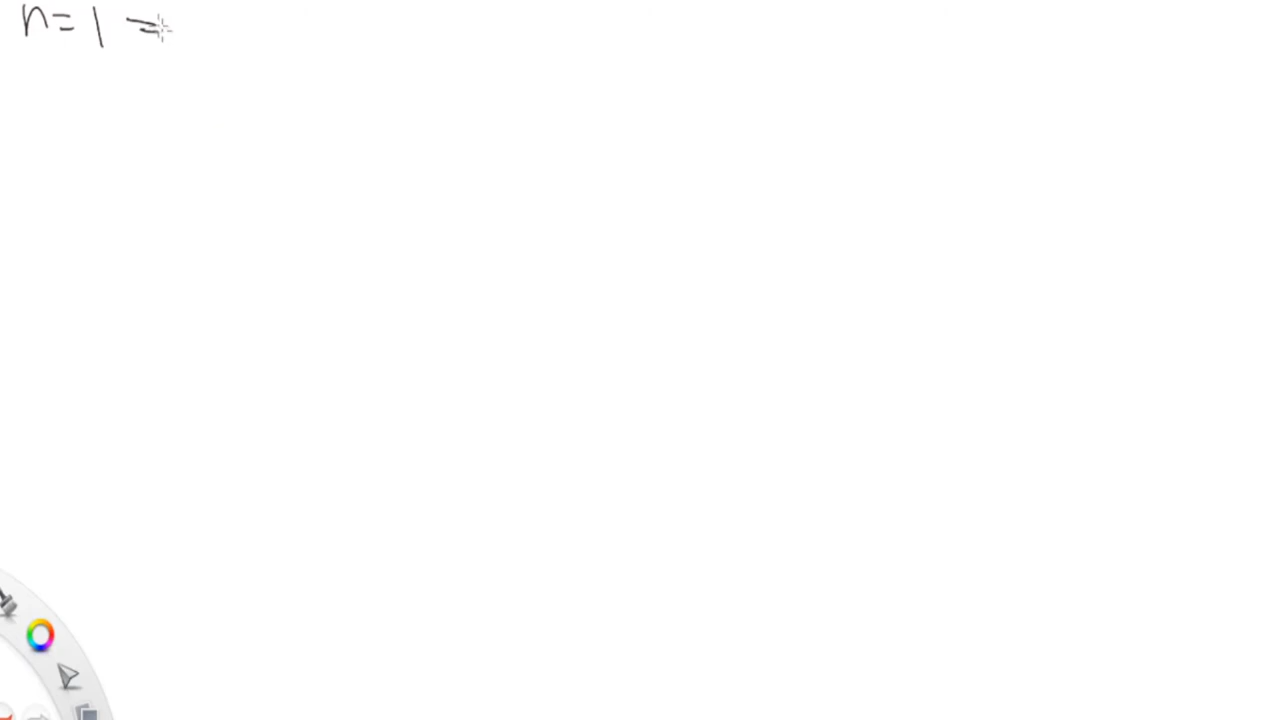 n=1 =